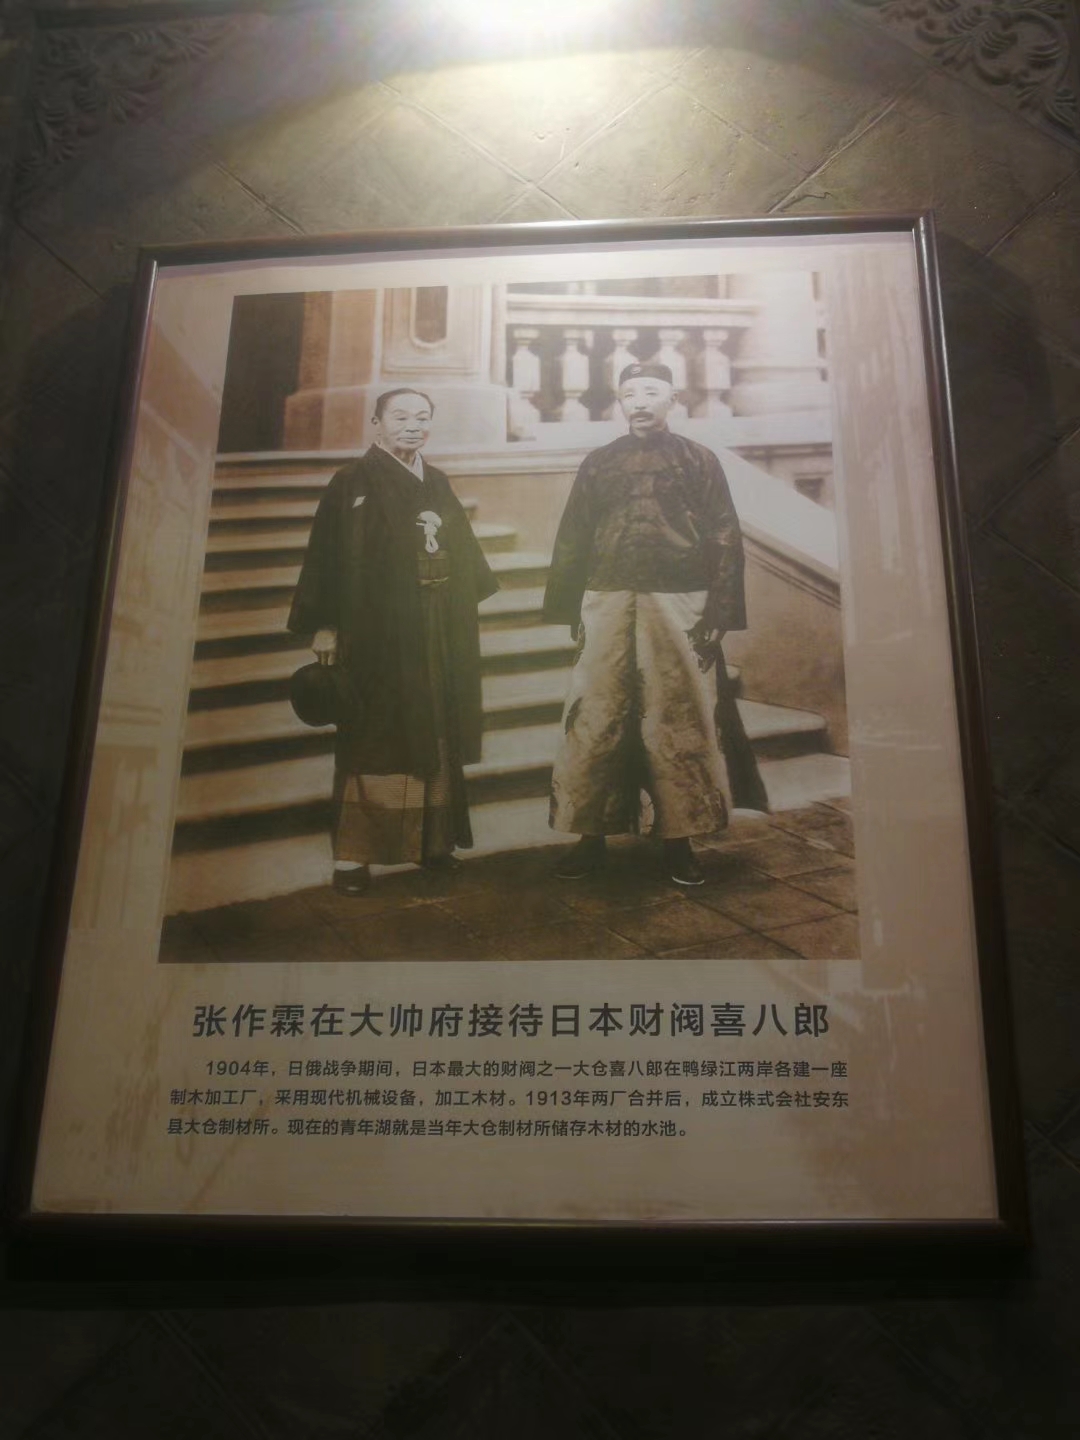 张作霖在大帅府接待日本财阀喜八郎
1904年，日俄战争期间，日本最大的财阀之一大仓喜八郎在鸭绿江两岸各建一座
制木加工厂，采用现代机械设备，加工木材。1913年两厂合并后，成立株式会社安东
县大仓制材所。现在的青年湖就是当年大仓制材所储存木材的水池。